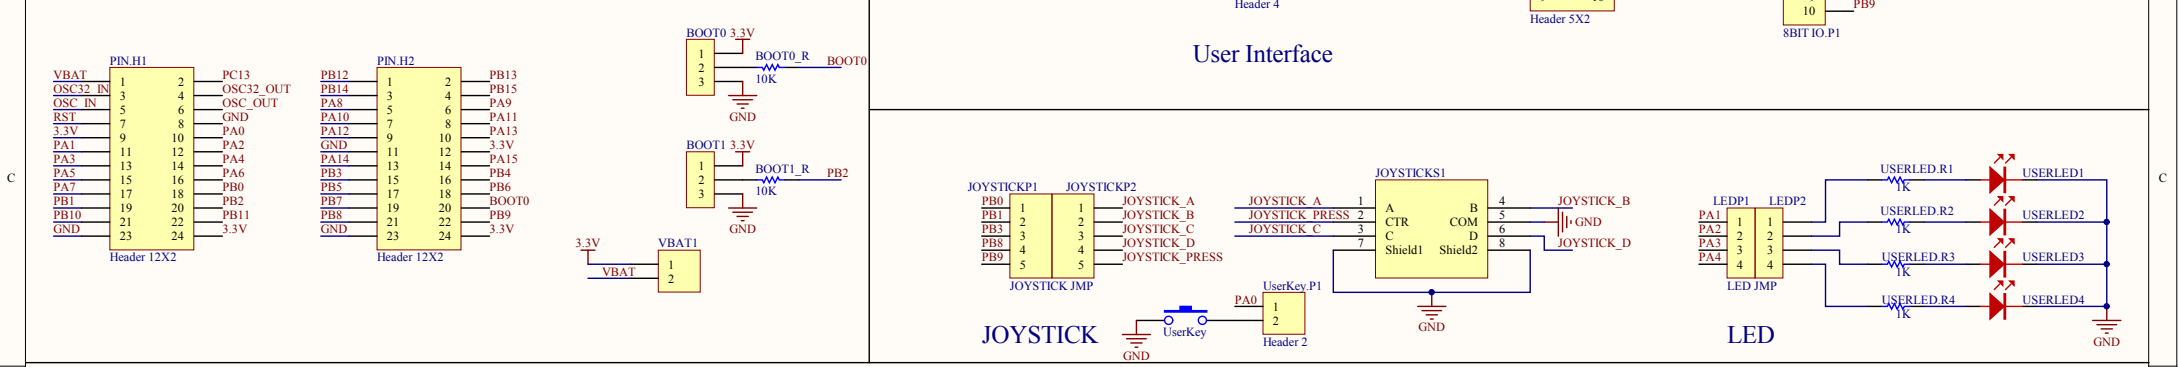 Header 4
Header 5X2
10 PB9
8BIT IO.P1
User Interface
C
C
PIN.H1
VBAT 1 2 PC13
OSC32_IN 3 4 OSC32_OUT
OSC_IN 5 6 OSC_OUT
RST 7 8 GND
3.3V 9 10 PA0
PA1 11 12 PA2
PA3 13 14 PA4
PA5 15 16 PA6
PA7 17 18 PB0
PB1 19 20 PB2
PB10 21 22 PB11
GND 23 24 3.3V
Header 12X2
PIN.H2
PB12 1 2 PB13
PB14 3 4 PB15
PA8 5 6 PA9
PA10 7 8 PA11
PA12 9 10 PA13
GND 11 12 3.3V
PA14 13 14 PA15
PB3 15 16 PB4
PB5 17 18 PB6
PB7 19 20 BOOT0
PB8 21 22 PB9
GND 23 24 3.3V
Header 12X2
BOOT0 3.3V
1
2
3
BOOT0_R
10K
BOOT0
GND
BOOT1 3.3V
1
2
3
BOOT1_R
10K
PB2
GND
3.3V
VBAT1
1
VBAT 2
JOYSTICKP1 JOYSTICKP2
PB0 1 1 JOYSTICK_A
PB1 2 2 JOYSTICK_B
PB3 3 3 JOYSTICK_C
PB8 4 4 JOYSTICK_D
PB9 5 5 JOYSTICK_PRESS
JOYSTICK JMP
JOYSTICKS1
JOYSTICK_A 1 A B 4 JOYSTICK_B
JOYSTICK_PRESS 2 CTR COM 5 GND
JOYSTICK_C 3 C D 6 JOYSTICK_D
7 Shield1 Shield2 8
GND
UserKey.P1
PA0 1
2
Header 2
UserKey
GND
JOYSTICK
LEDP1 LEDP2
PA1 1 1
PA2 2 2
PA3 3 3
PA4 4 4
LED JMP
USERLED.R1
1K
USERLED1
USERLED.R2
1K
USERLED2
USERLED.R3
1K
USERLED3
USERLED.R4
1K
USERLED4
GND
LED